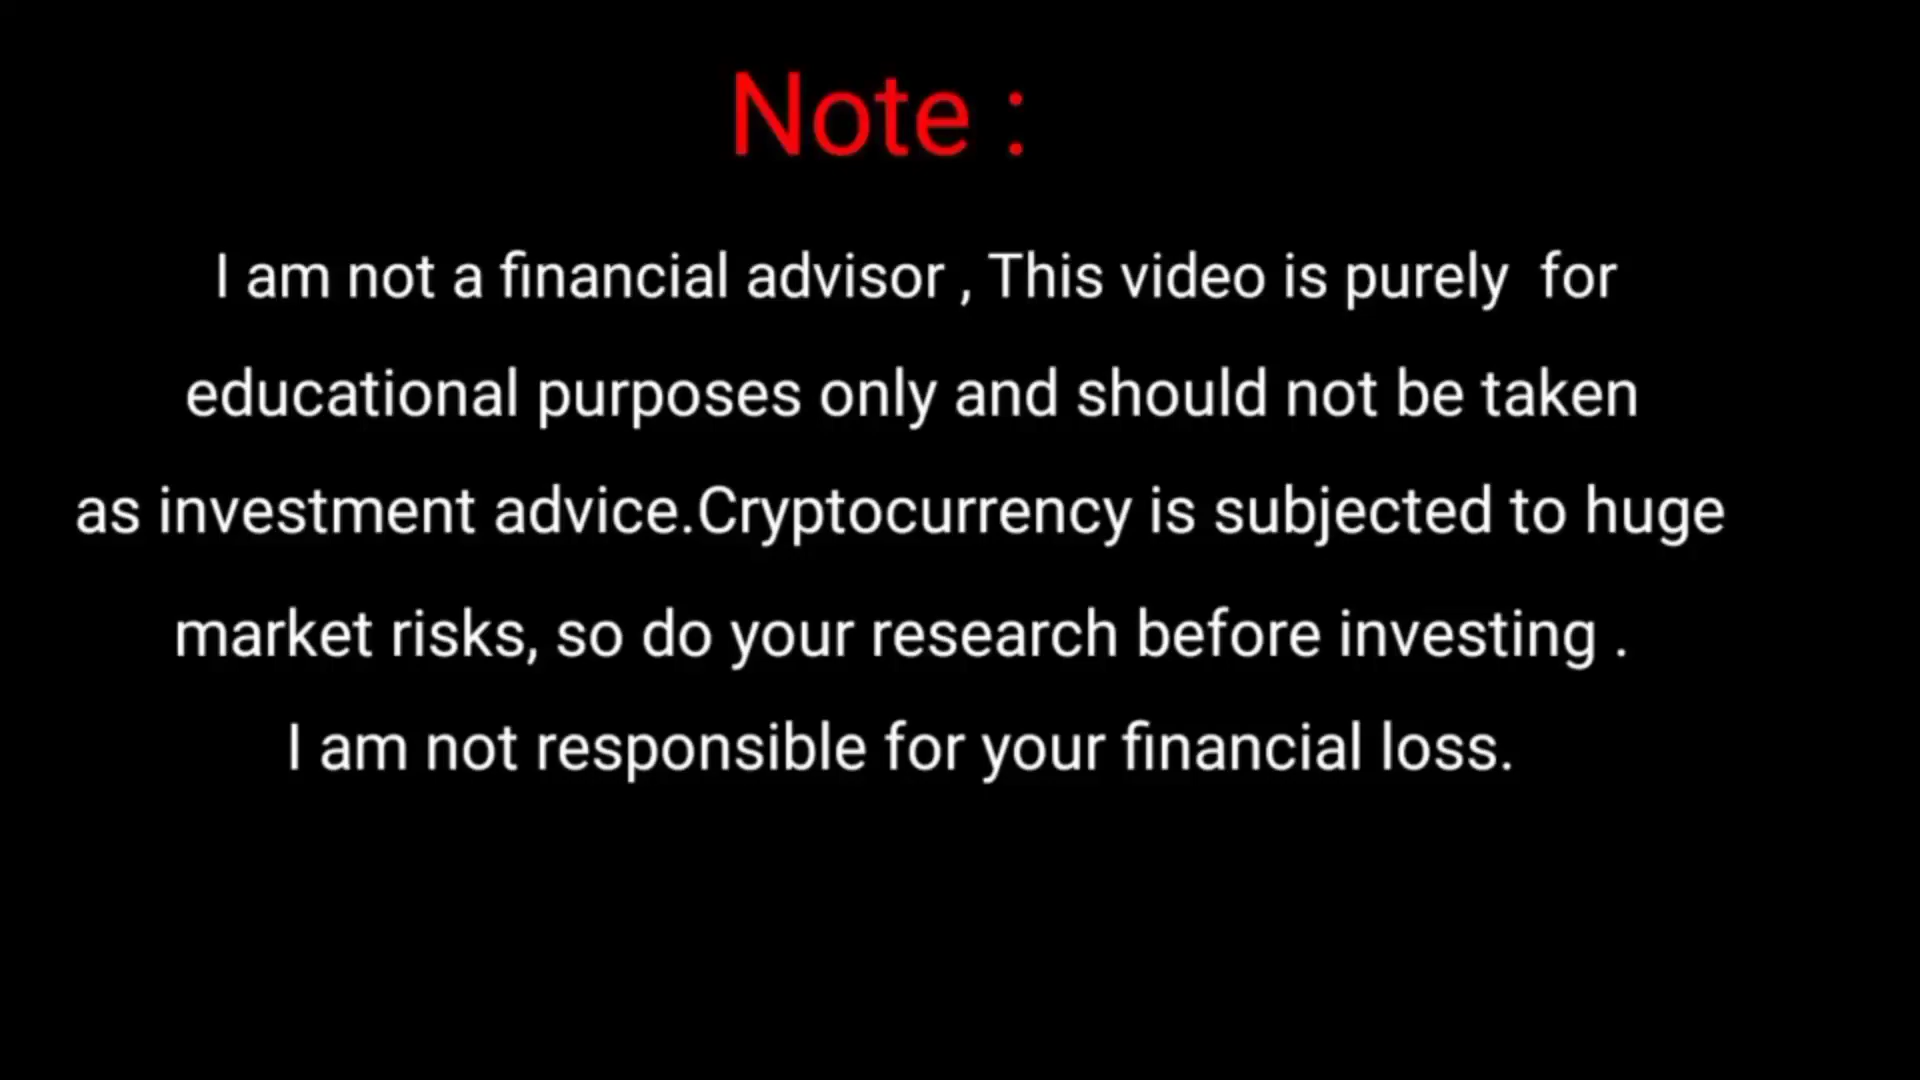 Note :
I am not a financial advisor , This video is purely  for
educational purposes only and should not be taken
as investment advice.Cryptocurrency is subjected to huge
market risks, so do your research before investing .
I am not responsible for your financial loss.